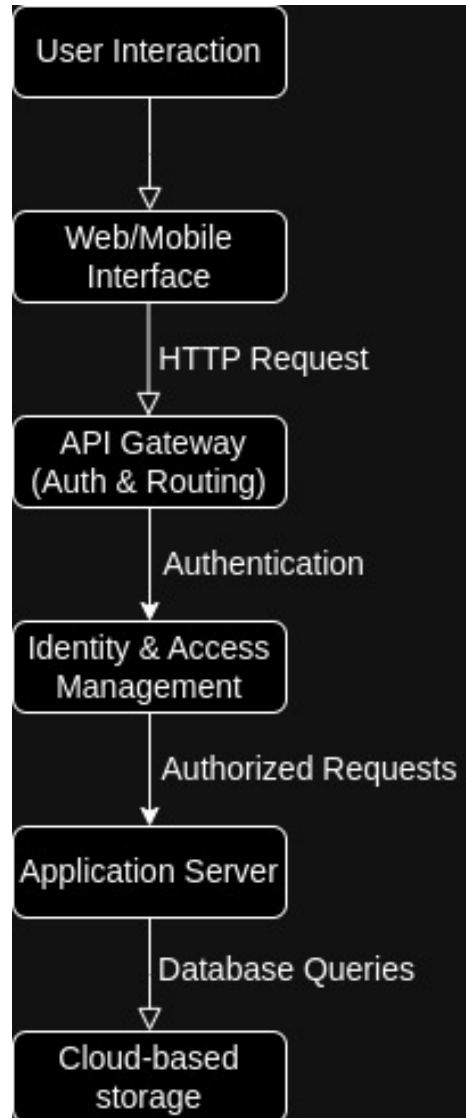 User Interaction
Web/Mobile
Interface
HTTP Request
API Gateway
(Auth & Routing)
Authentication
Identity & Access
Management
Authorized Requests
Application Server
Database Queries
Cloud-based
storage